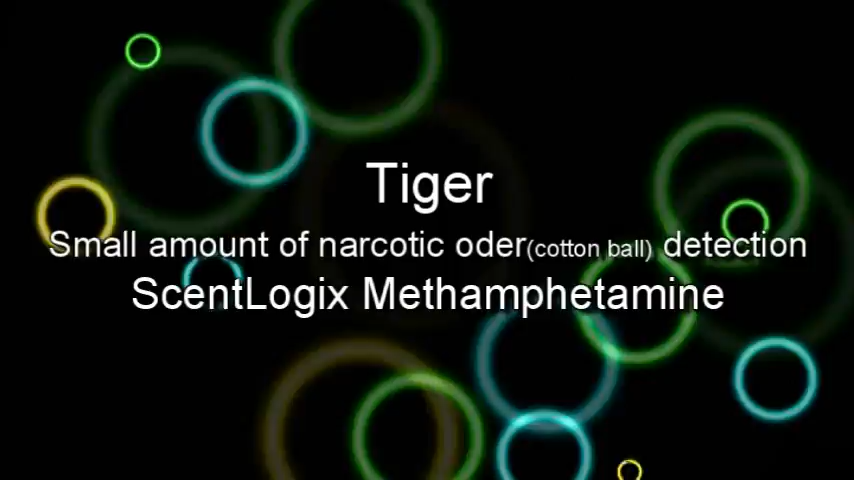 Tiger
Small amount of narcotic oder(cotton ball) detection
ScentLogix Methamphetamine